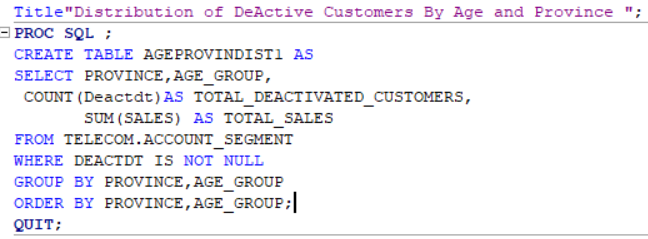 Title"Distribution of DeActive Customers By Age and Province ";
PROC SQL ;
CREATE TABLE AGEPROVINDIST1 AS
SELECT PROVINCE,AGE_GROUP,
COUNT(Deactdt)AS TOTAL_DEACTIVATED_CUSTOMERS,
SUM(SALES) AS TOTAL_SALES
FROM TELECOM.ACCOUNT_SEGMENT
WHERE DEACTDT IS NOT NULL
GROUP BY PROVINCE,AGE_GROUP
ORDER BY PROVINCE,AGE_GROUP;
QUIT;